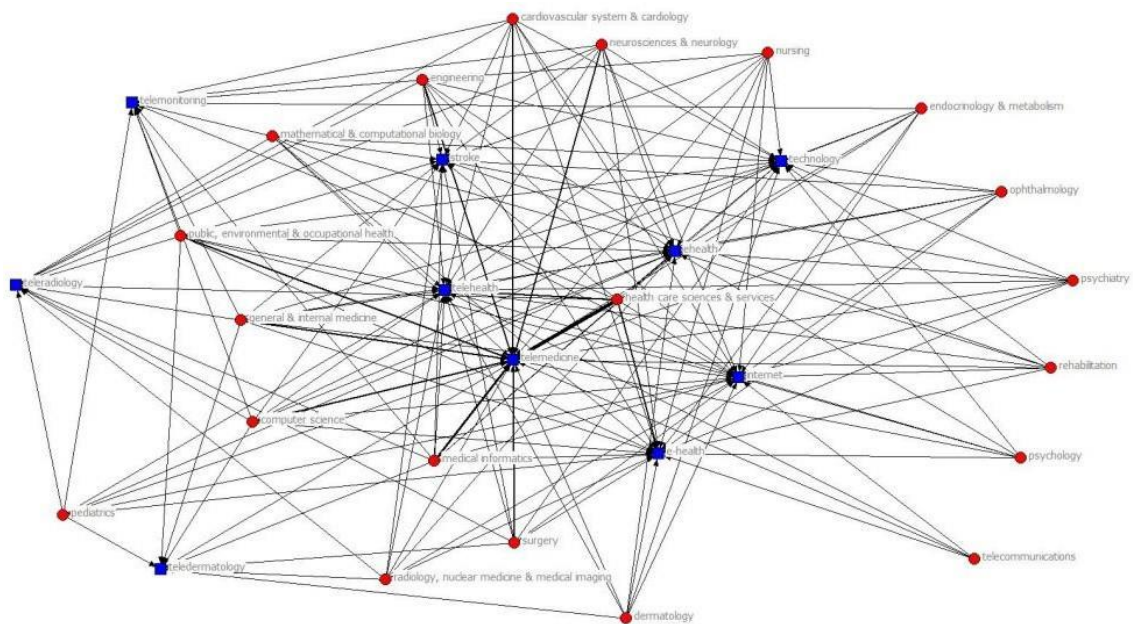 cardiovascular system & cardiology
neurosciences & neurology
nursing
engineering
telemonitoring
endocrinology & metabolism
mathematical & computational biology
stroke
technology
ophthalmology
public, environmental & occupational health
ehealth
psychiatry
teleradiology
telehealth
health care sciences & services
general & internal medicine
telemedicine
rehabilitation
internet
computer science
e-health
psychology
medical informatics
pediatrics
surgery
telecommunications
teledermatology
radiology, nuclear medicine & medical imaging
dermatology